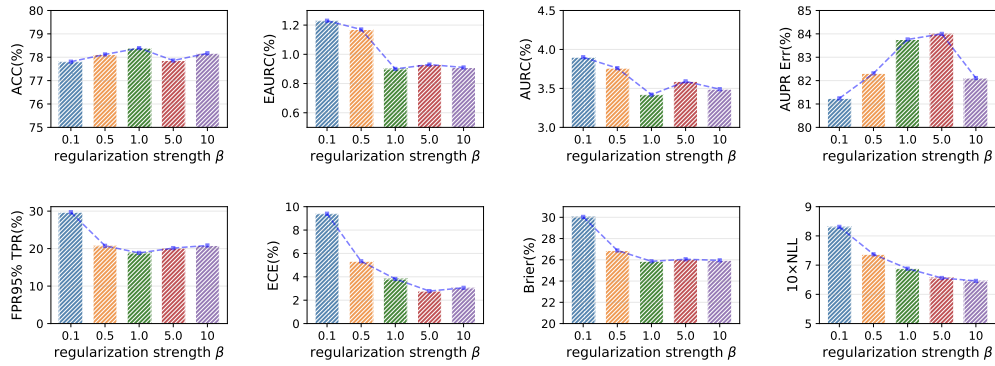 ACC(%)
80
79
78
77
76
75
0.1 0.5 1.0 5.0 10
regularization strength β
EAURC(%)
1.2
1.0
0.8
0.6
0.1 0.5 1.0 5.0 10
regularization strength β
AURC(%)
4.5
4.0
3.5
3.0
0.1 0.5 1.0 5.0 10
regularization strength β
AUPR Err(%)
85
84
83
82
81
80
0.1 0.5 1.0 5.0 10
regularization strength β
FPR95% TPR(%)
30
20
10
0
0.1 0.5 1.0 5.0 10
regularization strength β
ECE(%)
10
8
6
4
2
0
0.1 0.5 1.0 5.0 10
regularization strength β
Brier(%)
30
28
26
24
22
20
0.1 0.5 1.0 5.0 10
regularization strength β
10×NLL
9
8
7
6
5
0.1 0.5 1.0 5.0 10
regularization strength β